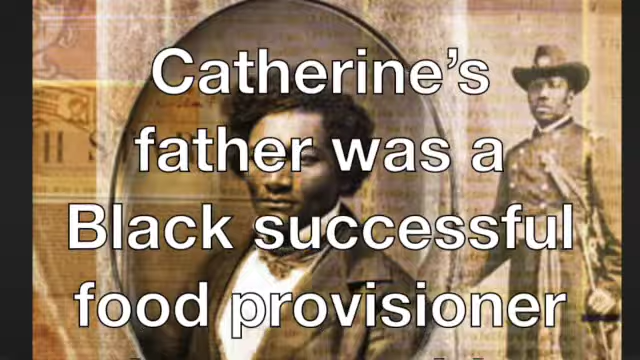 Catherine's
father was a
Black successful
food provisioner